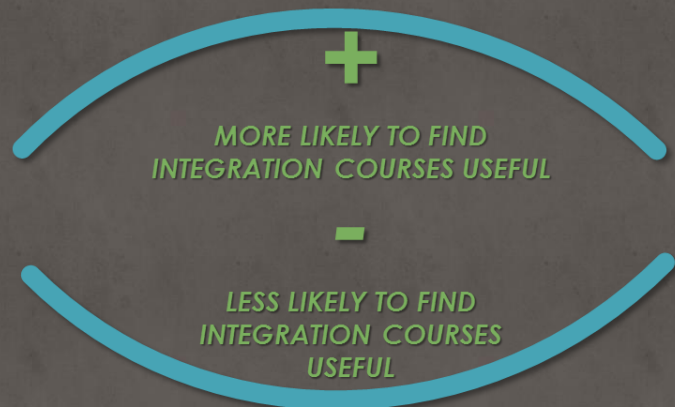 +
MORE LIKELY TO FIND
INTEGRATION COURSES USEFUL
-
LESS LIKELY TO FIND
INTEGRATION COURSES
USEFUL